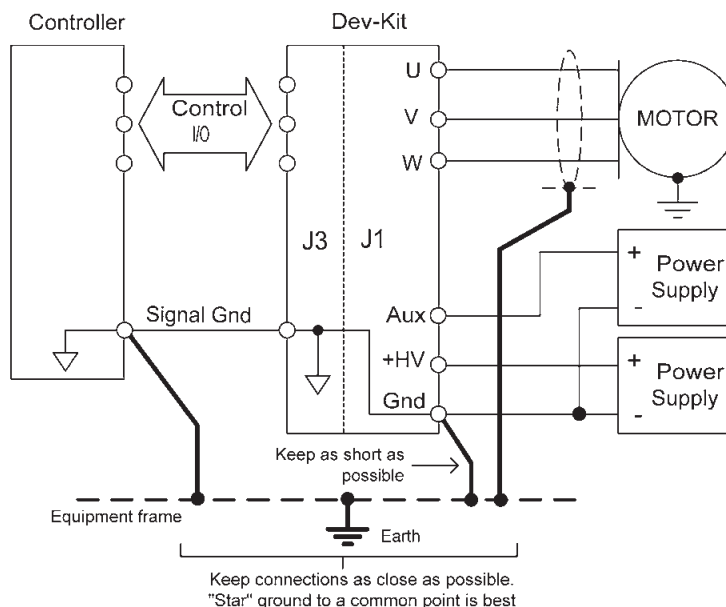 Controller
Dev-Kit
Control
I/O
U
V
W
MOTOR
J3
J1
Signal Gnd
Aux
+HV
Gnd
+
-
Power
Supply
+
-
Power
Supply
Keep as short as
possible
Equipment frame
Earth
Keep connections as close as possible.
"Star" ground to a common point is best